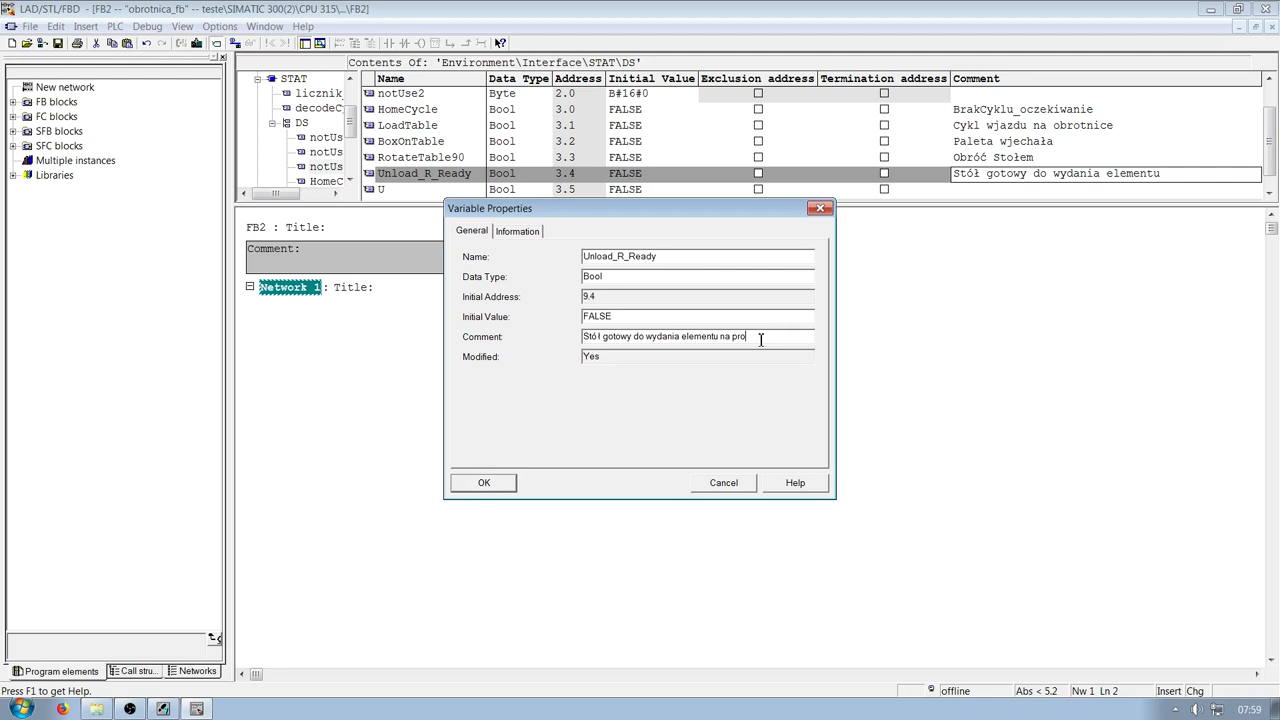 LAD/STL/FBD - [FB2 -- "obrotnica_fb" -- teste\SIMATIC 300(2)\CPU 315\...\FB2]
File Edit Insert PLC Debug View Options Window Help
Contents Of: 'Environment\Interface\STAT\DS'
STAT
licznik
decodeC
DS
notUs
notUs
notUs
HomeC
Name Data Type Address Initial Value Exclusion address Termination address Comment
notUse2 Byte 2.0 B#16#0
HomeCycle Bool 3.0 FALSE BrakCyklu_oczekiwanie
LoadTable Bool 3.1 FALSE Cykl wjazdu na obrotnice
BoxOnTable Bool 3.2 FALSE Paleta wjechała
RotateTable90 Bool 3.3 FALSE Obróć Stołem
Unload_R_Ready Bool 3.4 FALSE Stół gotowy do wydania elementu
U Bool 3.5 FALSE
New network
FB blocks
FC blocks
SFB blocks
SFC blocks
Multiple instances
Libraries
FB2 : Title:
Comment:
Network 1 : Title:
Variable Properties
General Information
Name: Unload_R_Ready
Data Type: Bool
Initial Address: 9.4
Initial Value: FALSE
Comment: Stół gotowy do wydania elementu na pro
Modified: Yes
OK Cancel Help
Program elements Call stru... Networks
Press F1 to get Help. offline Abs < 5.2 Nw 1 Ln 2 Insert Chg
07:59